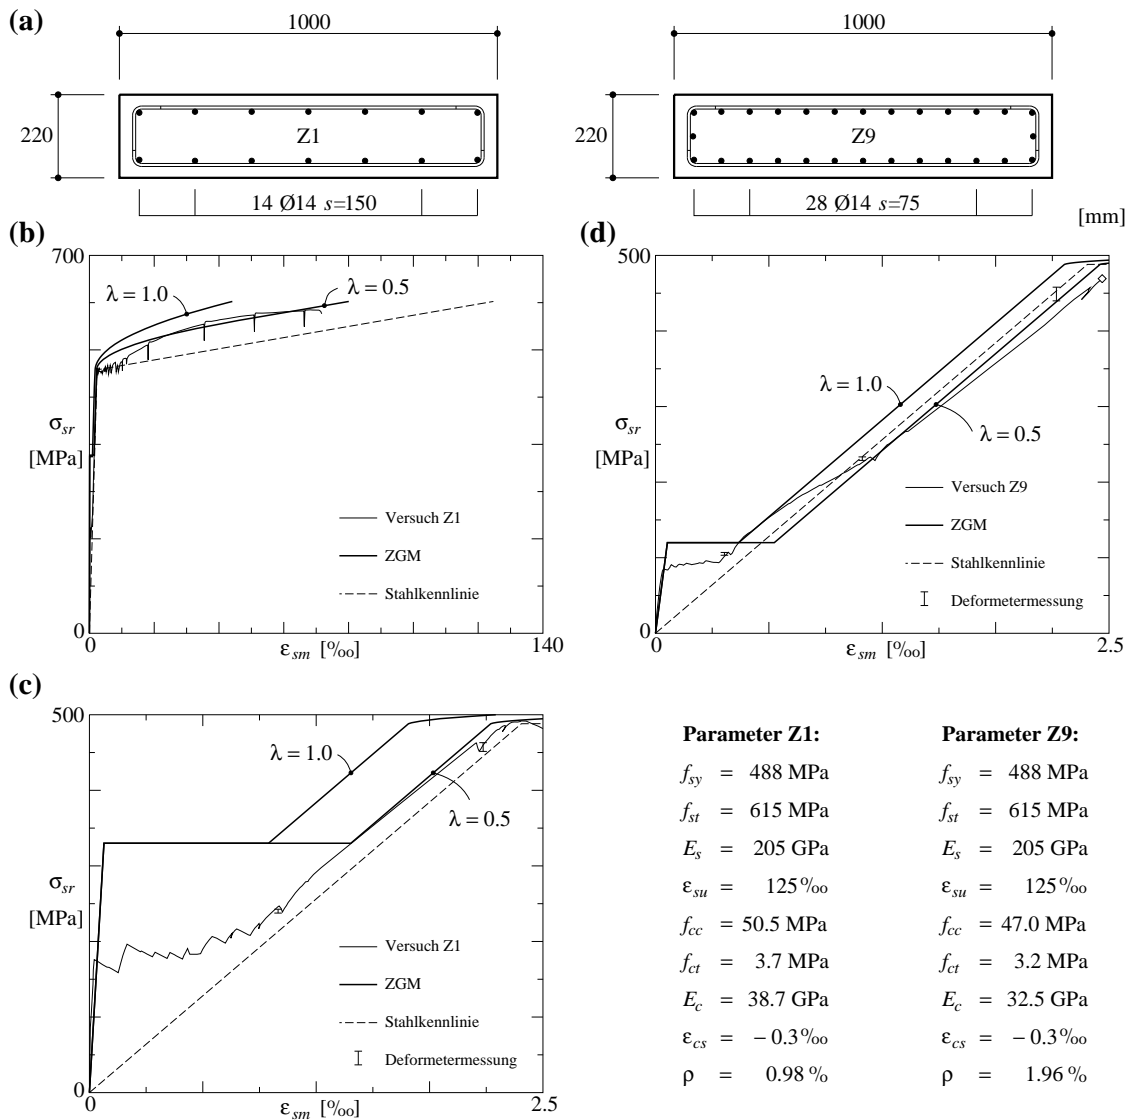 (a)
1000
220
Z1
14 Ø14 s=150
1000
220
Z9
28 Ø14 s=75
[mm]
(b)
700
σsr
[MPa]
0
λ = 1.0
λ = 0.5
Versuch Z1
ZGM
Stahlkennlinie
0
εsm [‰]
140
(d)
500
σsr
[MPa]
0
λ = 1.0
λ = 0.5
Versuch Z9
ZGM
Stahlkennlinie
Deformetermessung
0
εsm [‰]
2.5
(c)
500
σsr
[MPa]
0
λ = 1.0
λ = 0.5
Versuch Z1
ZGM
Stahlkennlinie
Deformetermessung
0
εsm [‰]
2.5
Parameter Z1:
fsy = 488 MPa
fst = 615 MPa
Es = 205 GPa
εsu = 125‰
fcc = 50.5 MPa
fct = 3.7 MPa
Ec = 38.7 GPa
εcs = −0.3‰
ρ = 0.98 %
Parameter Z9:
fsy = 488 MPa
fst = 615 MPa
Es = 205 GPa
εsu = 125‰
fcc = 47.0 MPa
fct = 3.2 MPa
Ec = 32.5 GPa
εcs = −0.3‰
ρ = 1.96 %